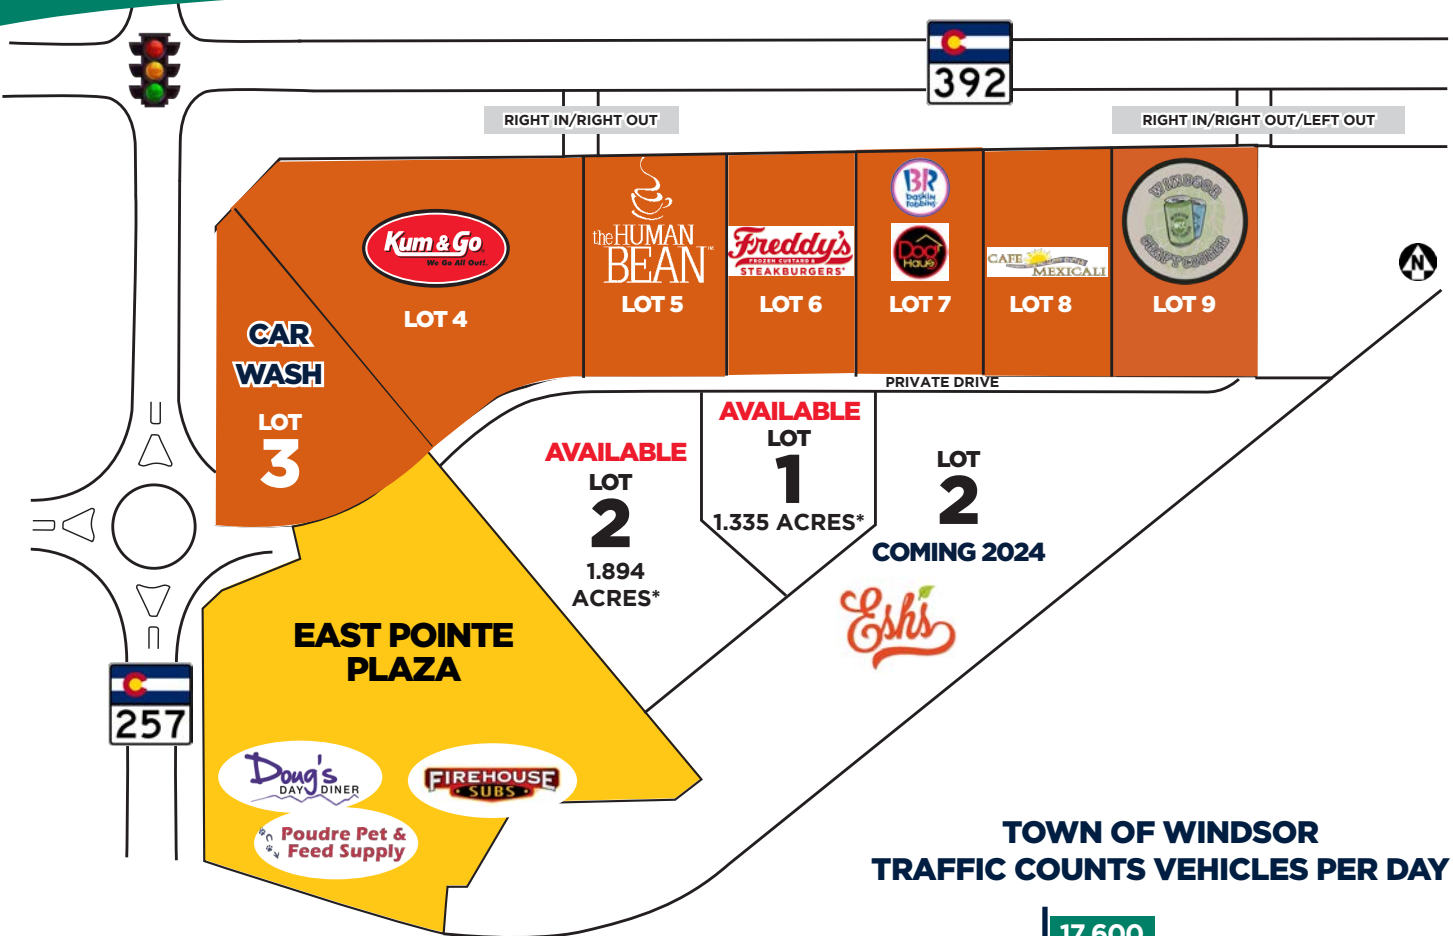 392
RIGHT IN/RIGHT OUT
RIGHT IN/RIGHT OUT/LEFT OUT
Kum & Go
We Go All Out!
LOT 4
the HUMAN
BEAN™
LOT 5
Freddy's
FROZEN CUSTARD &
STEAKBURGERS
LOT 6
BR
baskin
robbins
Dog
Haus
LOT 7
CAFE
MEXICALI
LOT 8
WINDSOR
LOT 9
N
CAR
WASH
LOT
3
PRIVATE DRIVE
AVAILABLE
LOT
2
1.894
ACRES*
AVAILABLE
LOT
1
1.335 ACRES*
LOT
2
COMING 2024
Esh's
EAST POINTE
PLAZA
257
Doug's
DAY DINER
FIREHOUSE
SUBS
Poudre Pet &
Feed Supply
TOWN OF WINDSOR
TRAFFIC COUNTS VEHICLES PER DAY
17,600